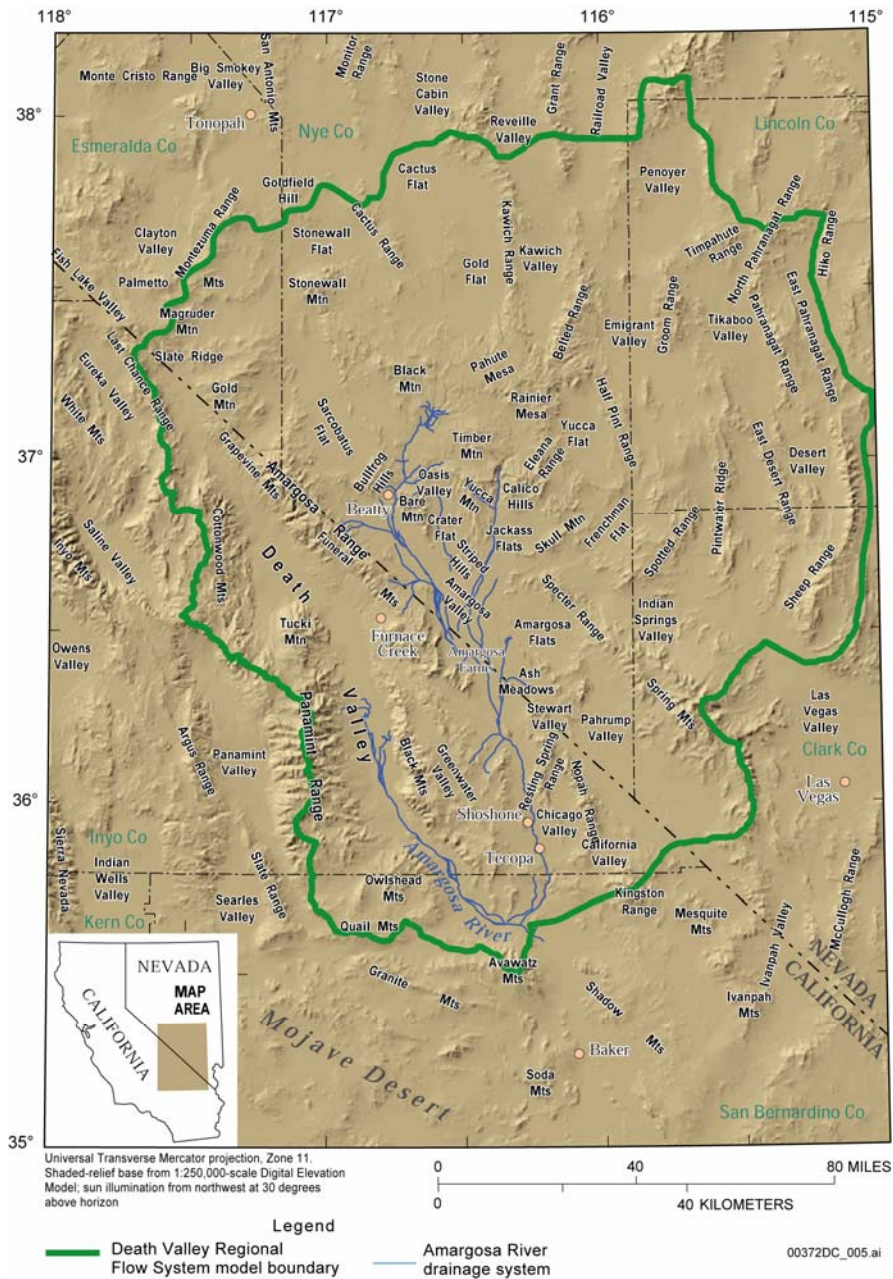 118°
117°
116°
115°
38°
37°
36°
35°
Monte Cristo Range
Big Smokey
Valley
San Antonio Mts
Monitor
Range
Stone
Cabin
Valley
Grant Range
Railroad Valley
Reveille
Valley
Tonopah
Esmeralda Co
Nye Co
Lincoln Co
Penoyer
Valley
Cactus
Flat
Goldfield
Hill
Montezuma Range
Clayton
Valley
Stonewall
Flat
Cactus Range
Kawich Range
Kawich
Valley
Gold
Flat
Timpahute
Range
North Pahranagat Range
Hiko Range
Fish Lake Valley
Palmetto
Mts
Stonewall
Mtn
Magruder
Mtn
Belted Range
Emigrant
Valley
Groom Range
Tikaboo
Valley
Pahranagat Range
East Pahranagat Range
Slate Ridge
Last Chance Range
Eureka Valley
White Mts
Gold
Mtn
Black
Mtn
Pahute
Mesa
Rainier
Mesa
Half Pint Range
Sarcobatus
Flat
Timber
Mtn
Eleana
Range
Yucca
Flat
East Desert Range
Desert
Valley
Grapevine Mts
Amargosa Range
Bullfrog
Hills
Oasis
Valley
Yucca
Mtn
Calico
Hills
Beatty
Bare
Mtn
Crater
Flat
Jackass
Flats
Skull Mtn
Frenchman
Flat
Spotted Range
Pintwater Ridge
Sheep Range
Saline Valley
Inyo Mts
Cottonwood Mts
Funeral
Mts
Striped
Hills
Amargosa
Valley
Specter Range
Indian
Springs
Valley
Death
Valley
Tucki
Mtn
Furnace
Creek
Amargosa
Farms
Amargosa
Flats
Owens
Valley
Ash
Meadows
Stewart
Valley
Pahrump
Valley
Spring Mts
Las
Vegas
Valley
Clark Co
Las
Vegas
Panamint Range
Argus Range
Panamint
Valley
Black Mts
Greenwater
Valley
Resting Spring
Range
Nopah Range
Shoshone
Chicago
Valley
Tecopa
California
Valley
Inyo Co
Sierra Nevada
Indian
Wells
Valley
Kern Co
Slate Range
Searles
Valley
Owlshead
Mts
Amargosa River
Quail Mts
Kingston
Range
Mesquite
Mts
Ivanpah Valley
McCullogh Range
NEVADA
CALIFORNIA
Avawatz
Mts
Granite Mts
Shadow Mts
Ivanpah
Mts
Mojave Desert
Baker
Soda
Mts
San Bernardino Co
NEVADA
MAP
AREA
CALIFORNIA
Universal Transverse Mercator projection, Zone 11.
Shaded-relief base from 1:250,000-scale Digital Elevation
Model; sun illumination from northwest at 30 degrees
above horizon
0 40 80 MILES
0 40 KILOMETERS
Legend
Death Valley Regional
Flow System model boundary
Amargosa River
drainage system
00372DC_005.ai